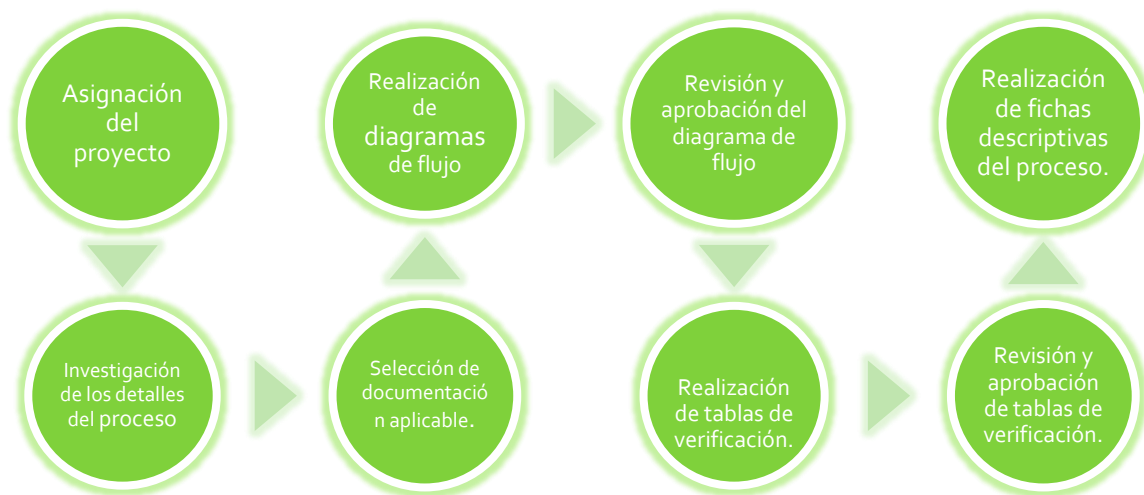 Asignación
del
proyecto
Investigación
de los detalles
del proceso
Selección de
documentació
n aplicable.
Realización
de
diagramas
de flujo
Revisión y
aprobación del
diagrama de
flujo
Realización
de tablas de
verificación.
Revisión y
aprobación
de tablas de
verificación.
Realización
de fichas
descriptivas
del proceso.